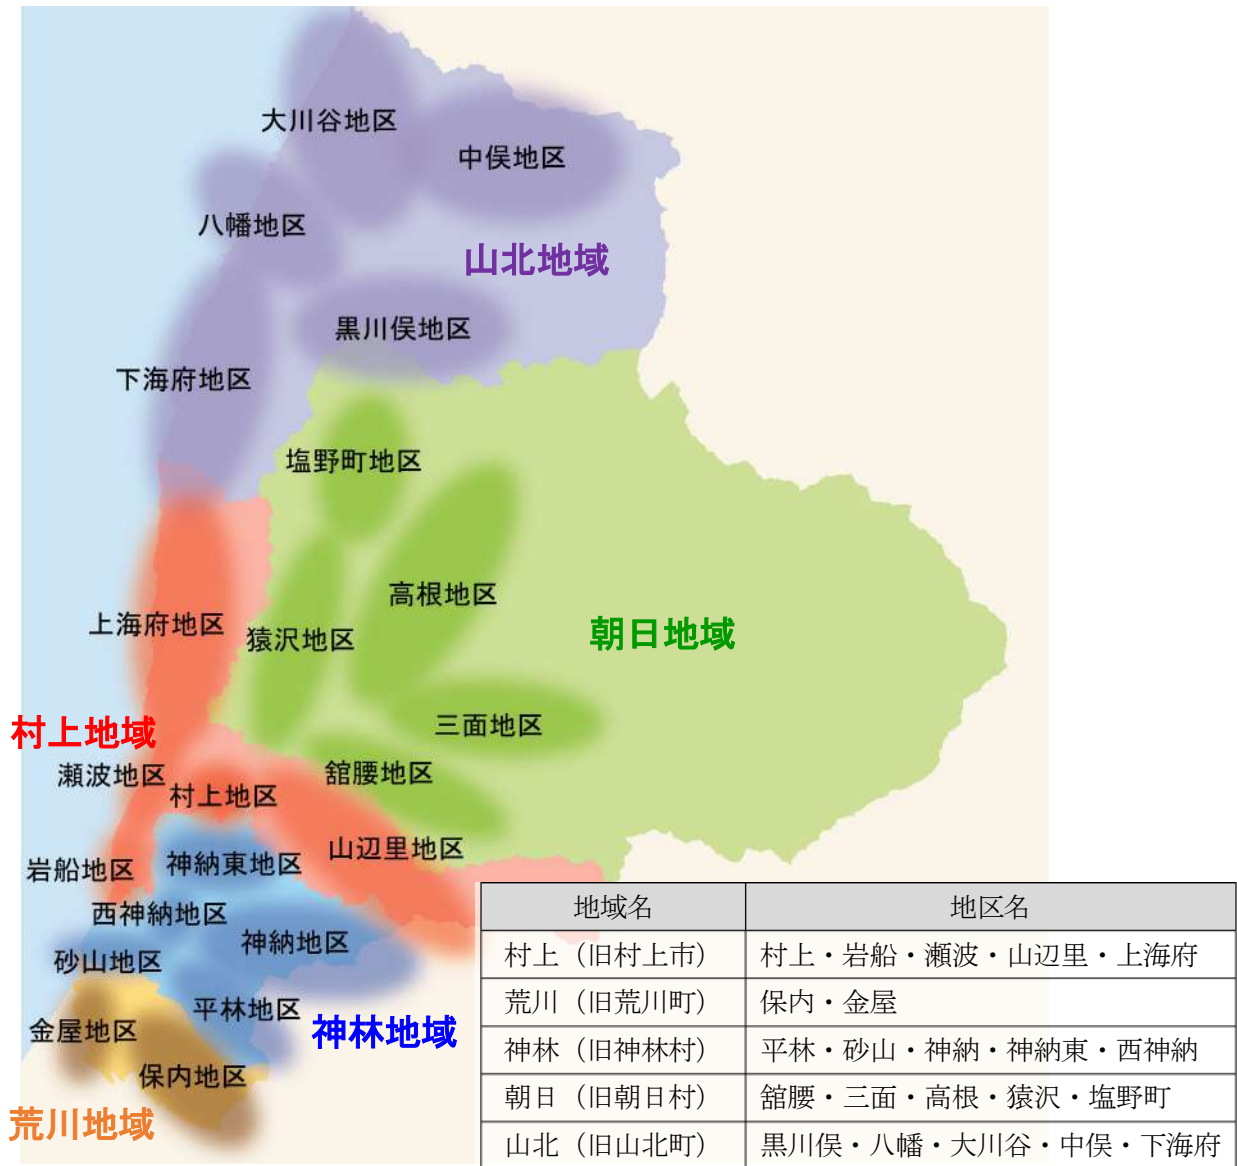 大川谷地区
中俣地区
八幡地区
山北地域
黒川俣地区
下海府地区
塩野町地区
高根地区
上海府地区
猿沢地区
朝日地域
三面地区
村上地域
瀬波地区
舘腰地区
村上地区
山辺里地区
岩船地区
神納東地区
西神納地区
神納地区
砂山地区
平林地区
金屋地区
神林地域
保内地区
荒川地域
地域名 地区名
村上（旧村上市） 村上・岩船・瀬波・山辺里・上海府
荒川（旧荒川町） 保内・金屋
神林（旧神林村） 平林・砂山・神納・神納東・西神納
朝日（旧朝日村） 舘腰・三面・高根・猿沢・塩野町
山北（旧山北町） 黒川俣・八幡・大川谷・中俣・下海府